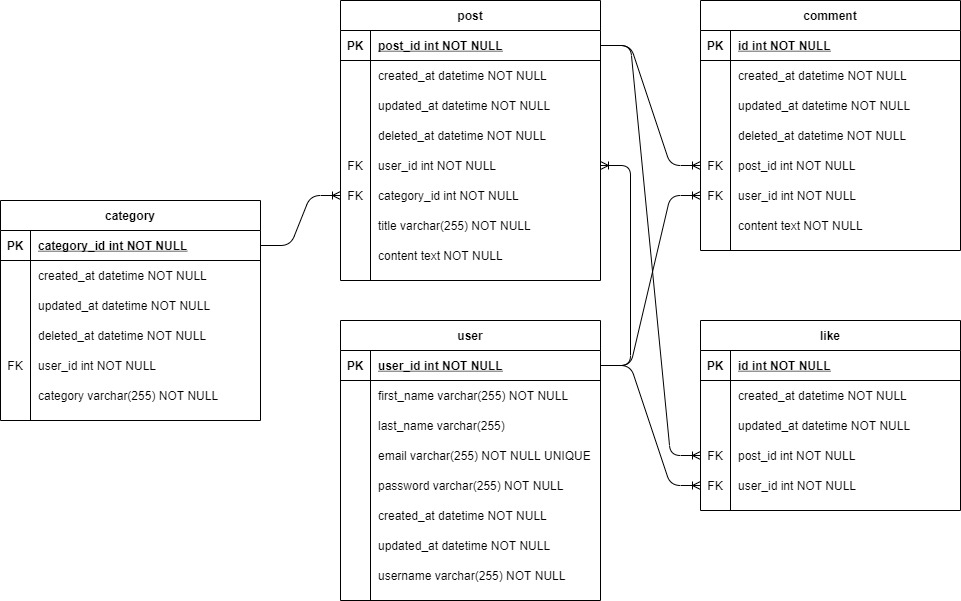 post
PK post_id int NOT NULL
created_at datetime NOT NULL
updated_at datetime NOT NULL
deleted_at datetime NOT NULL
FK user_id int NOT NULL
FK category_id int NOT NULL
title varchar(255) NOT NULL
content text NOT NULL
comment
PK id int NOT NULL
created_at datetime NOT NULL
updated_at datetime NOT NULL
deleted_at datetime NOT NULL
FK post_id int NOT NULL
FK user_id int NOT NULL
content text NOT NULL
category
PK category_id int NOT NULL
created_at datetime NOT NULL
updated_at datetime NOT NULL
deleted_at datetime NOT NULL
FK user_id int NOT NULL
category varchar(255) NOT NULL
user
PK user_id int NOT NULL
first_name varchar(255) NOT NULL
last_name varchar(255)
email varchar(255) NOT NULL UNIQUE
password varchar(255) NOT NULL
created_at datetime NOT NULL
updated_at datetime NOT NULL
username varchar(255) NOT NULL
like
PK id int NOT NULL
created_at datetime NOT NULL
updated_at datetime NOT NULL
FK post_id int NOT NULL
FK user_id int NOT NULL